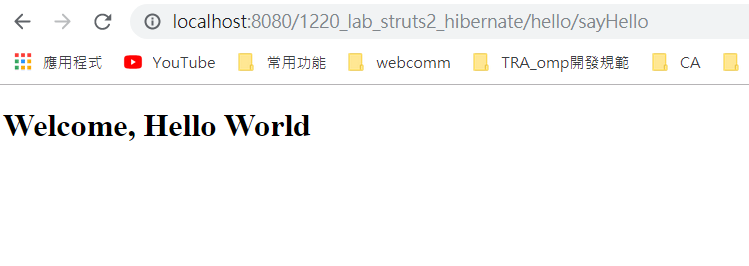 localhost:8080/1220_lab_struts2_hibernate/hello/sayHello
應用程式 YouTube 常用功能 webcomm TRA_omp開發規範 CA
Welcome, Hello World